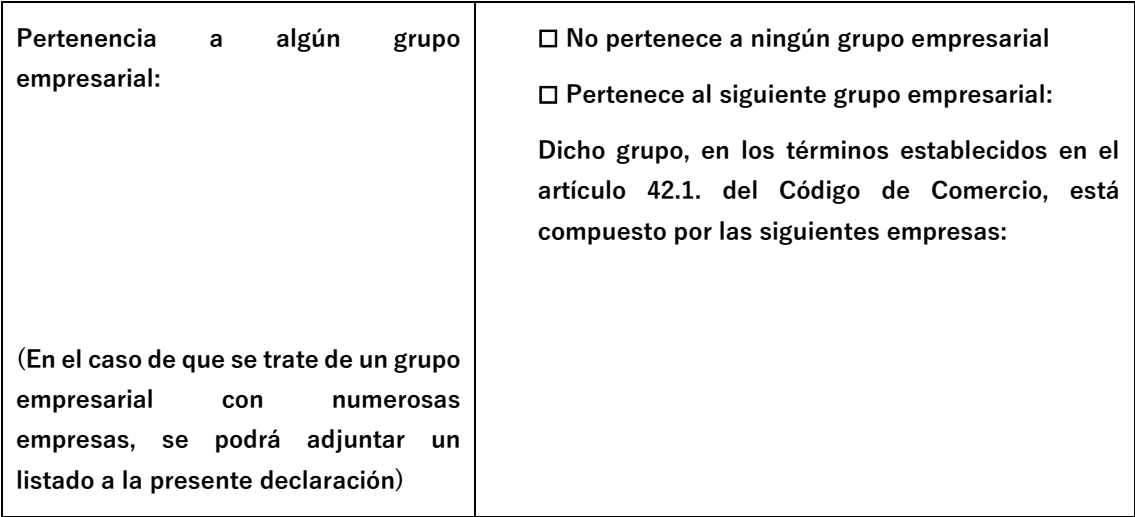 Pertenencia a algún grupo
empresarial:
(En el caso de que se trate de un grupo
empresarial con numerosas
empresas, se podrá adjuntar un
listado a la presente declaración)
☐ No pertenece a ningún grupo empresarial
☐ Pertenece al siguiente grupo empresarial:
Dicho grupo, en los términos establecidos en el
artículo 42.1. del Código de Comercio, está
compuesto por las siguientes empresas: